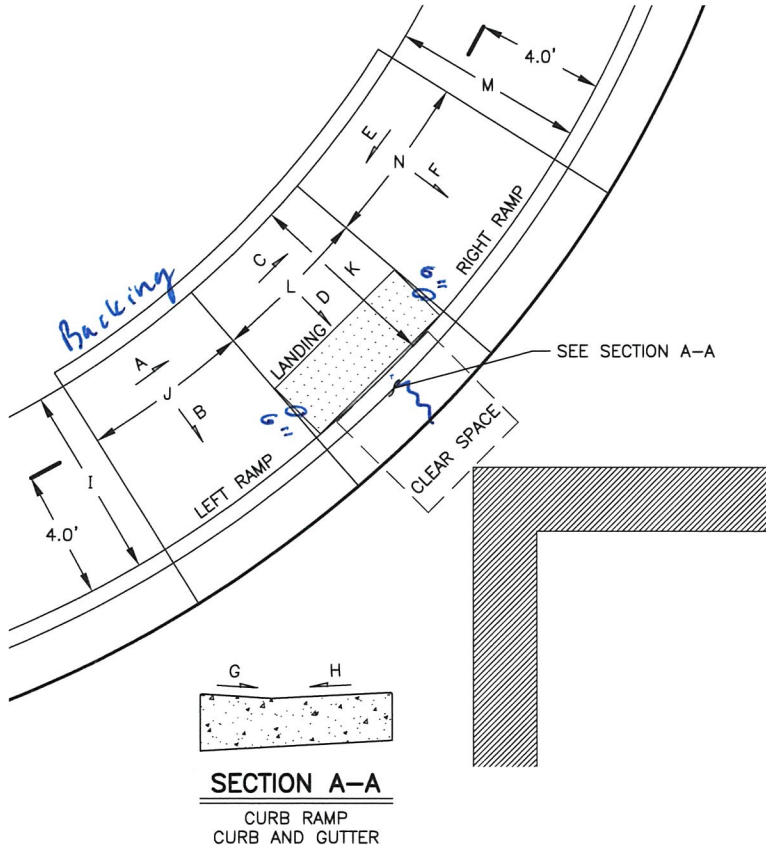 4.0'
M
E
N
F
C
K
RIGHT RAMP
L
D
6"
Backing
LANDING
SEE SECTION A-A
A
J
B
6"
CLEAR SPACE
I
LEFT RAMP
4.0'
G
H
SECTION A-A
CURB RAMP
CURB AND GUTTER